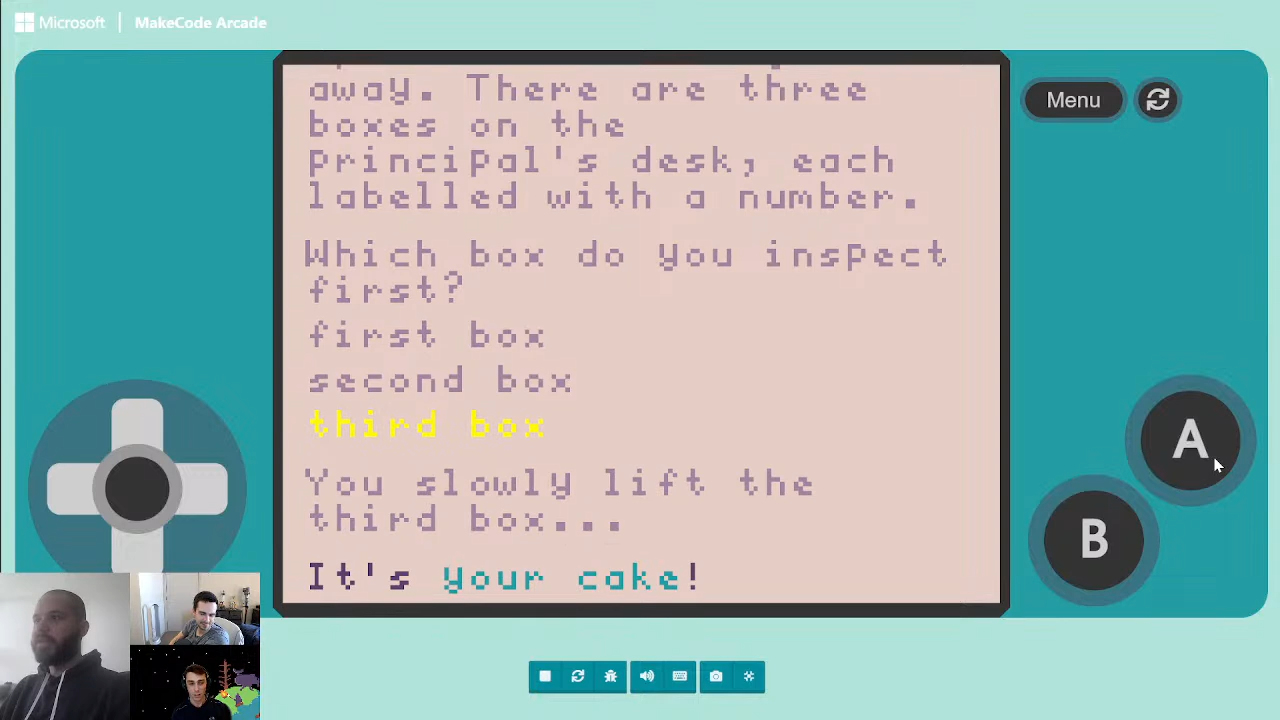 Microsoft | MakeCode Arcade
away. There are three
boxes on the
principal's desk, each
labelled with a number.
Which box do you inspect
first?
first box
second box
third box
You slowly lift the
third box...
It's your cake!
Menu
A
B